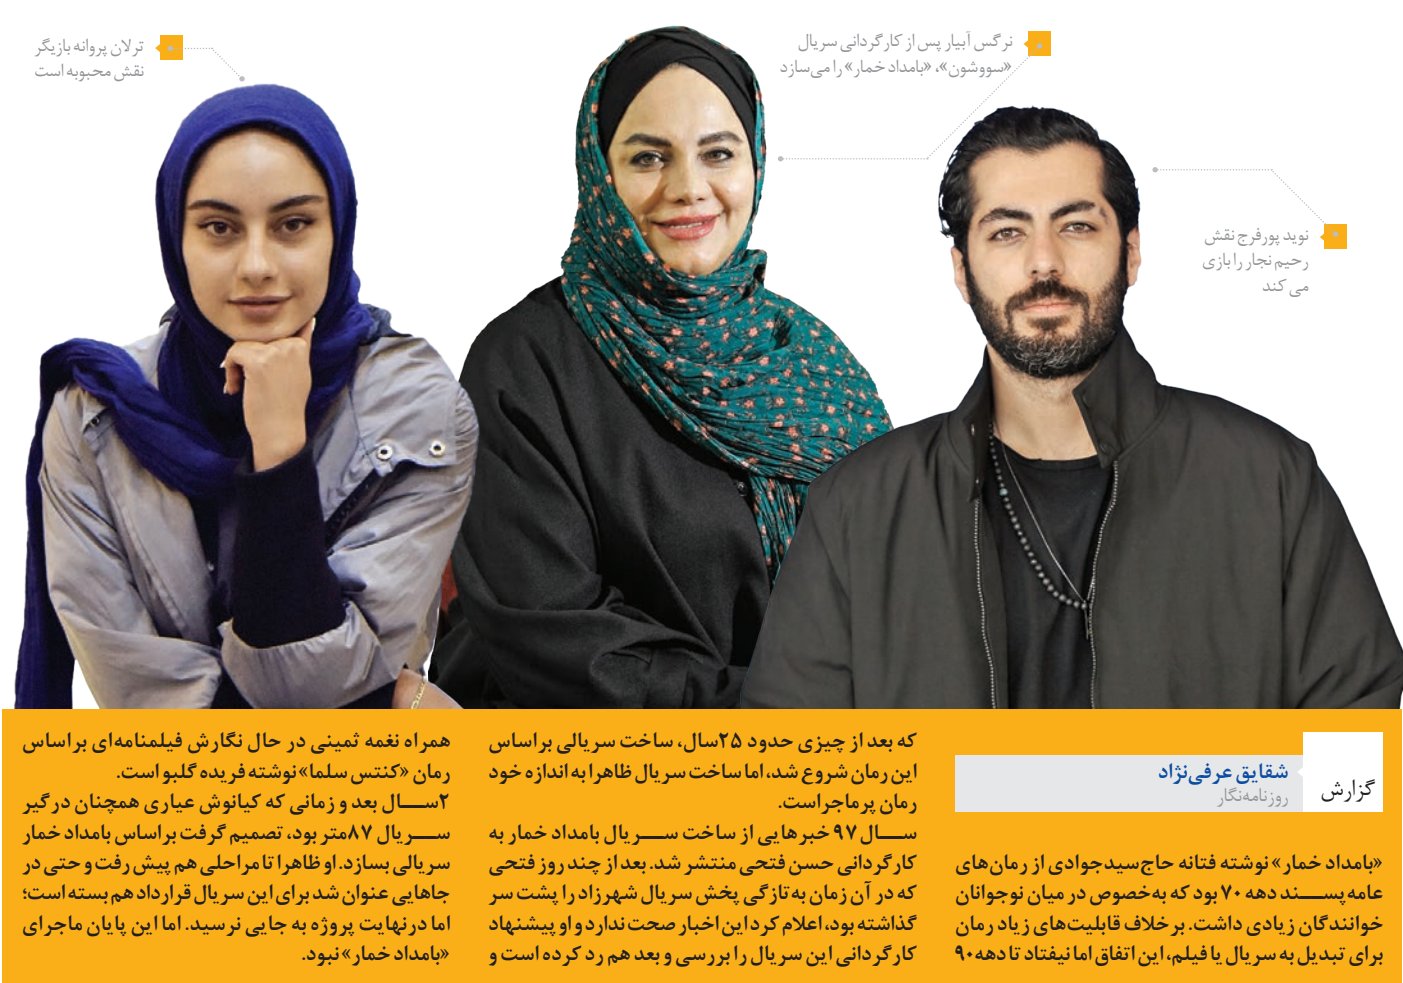 نرگس آبیار پس از کارگردانی سریال
«سووشون»، «بامداد خمار» را می‌سازد
ترلان پروانه بازیگر
نقش محبوبه است
نوید پورفرج نقش
رحیم نجار را بازی
می کند
گزارش
شقایق عرفی‌نژاد
روزنامه‌نگار
«بامداد خمار» نوشته فتانه حاج‌سیدجوادی از رمان‌های
عامه‌پســـند دهه ۷۰ بود که به‌خصوص در میان نوجوانان
خوانندگان زیادی داشت. برخلاف قابلیت‌های زیاد رمان
برای تبدیل به سریال یا فیلم، این اتفاق اما نیفتاد تا دهه ۹۰
که بعد از چیزی حدود ۲۵سال، ساخت سریالی براساس
این رمان شروع شد، اما ساخت سریال ظاهرا به اندازه خود
رمان پرماجراست.
ســـال ۹۷ خبرهایی از ساخت ســـریال بامداد خمار به
کارگردانی حسن فتحی منتشر شد. بعد از چند روز فتحی
که در آن زمان به‌تازگی پخش سریال شهرزاد را پشت سر
گذاشته بود، اعلام کرد این اخبار صحت ندارد و او پیشنهاد
کارگردانی این سریال را بررسی و بعد هم رد کرده است و
همراه نغمه ثمینی در حال نگارش فیلمنامه‌ای براساس
رمان «کنتس سلما» نوشته فریده گلبو است.
۲ســـال بعد و زمانی که کیانوش عیاری همچنان درگیر
ســـریال ۸۷متر بود، تصمیم گرفت براساس بامداد خمار
سریالی بسازد. او ظاهرا تا مراحلی هم پیش رفت و حتی در
جاهایی عنوان شد برای این سریال قرارداد هم بسته است؛
اما درنهایت پروژه به جایی نرسید. اما این پایان ماجرای
«بامداد خمار» نبود.